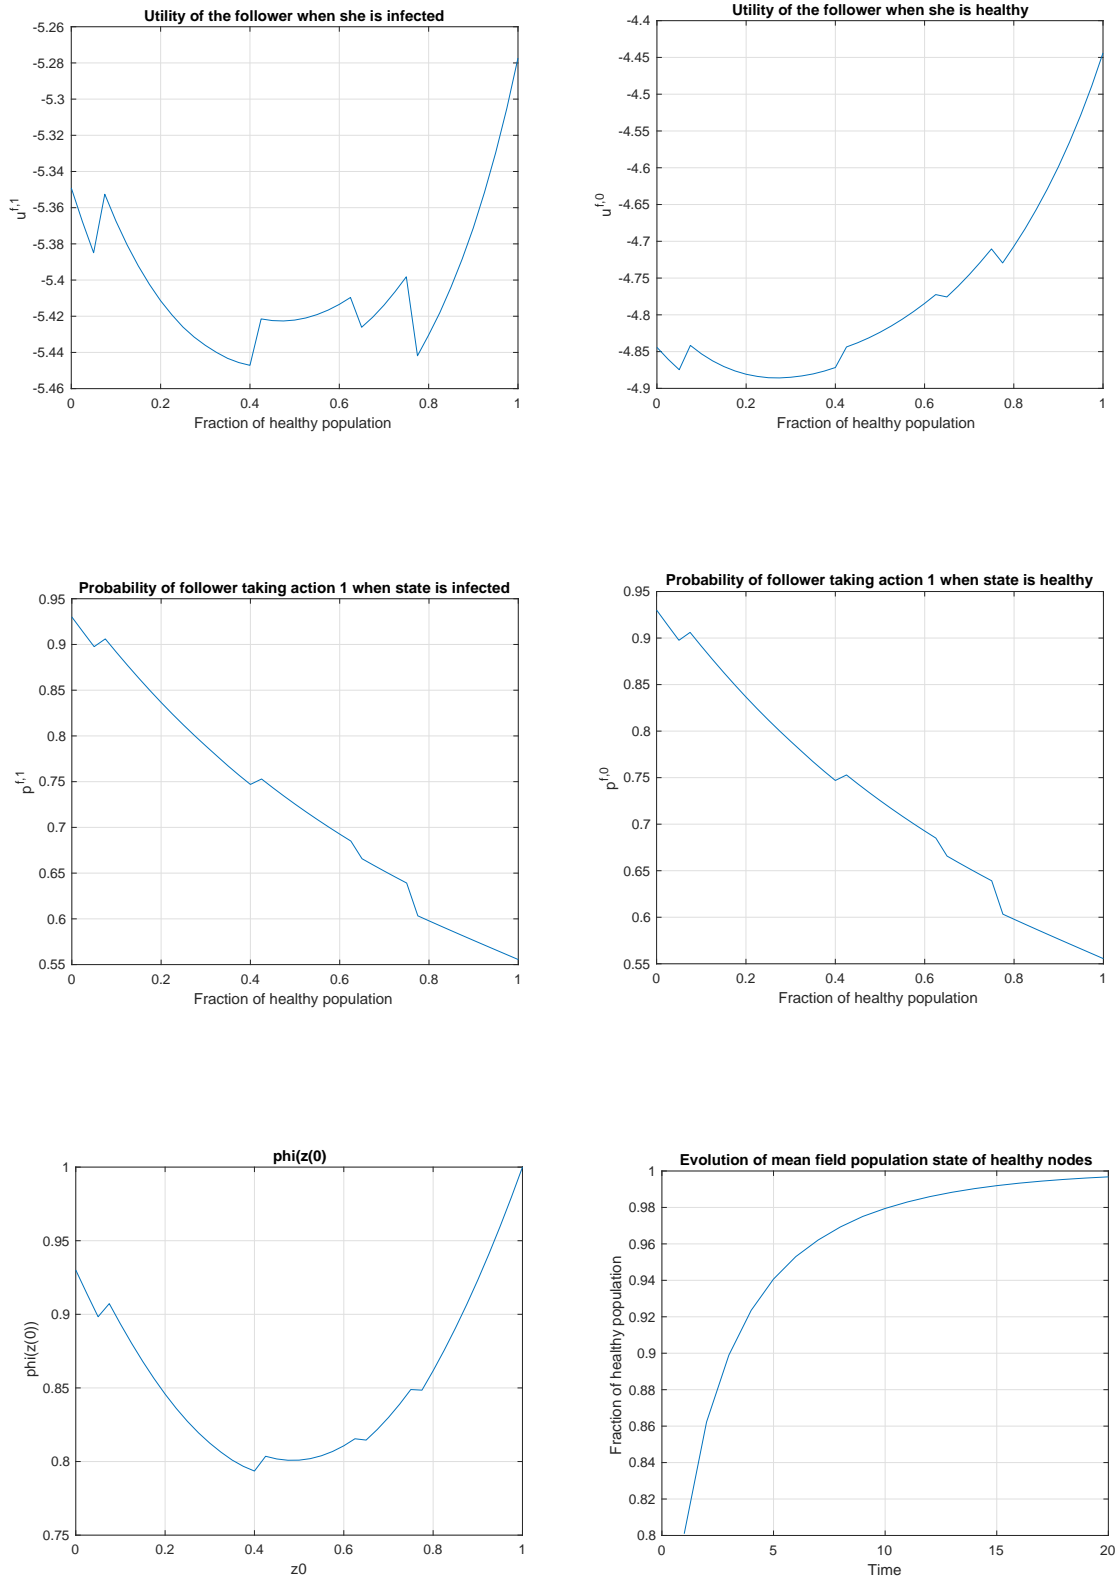 Utility of the follower when she is infected
-5.26
-5.28
-5.3
-5.32
-5.34
-5.36
-5.38
-5.4
-5.42
-5.44
-5.46
u^{f,1}
0 0.2 0.4 0.6 0.8 1
Fraction of healthy population
Utility of the follower when she is healthy
-4.4
-4.45
-4.5
-4.55
-4.6
-4.65
-4.7
-4.75
-4.8
-4.85
-4.9
u^{f,0}
0 0.2 0.4 0.6 0.8 1
Fraction of healthy population
Probability of follower taking action 1 when state is infected
0.95
0.9
0.85
0.8
0.75
0.7
0.65
0.6
0.55
p^{f,1}
0 0.2 0.4 0.6 0.8 1
Fraction of healthy population
Probability of follower taking action 1 when state is healthy
0.95
0.9
0.85
0.8
0.75
0.7
0.65
0.6
0.55
p^{f,0}
0 0.2 0.4 0.6 0.8 1
Fraction of healthy population
phi(z(0)
1
0.95
0.9
0.85
0.8
0.75
phi(z(0))
0 0.2 0.4 0.6 0.8 1
z0
Evolution of mean field population state of healthy nodes
1
0.98
0.96
0.94
0.92
0.9
0.88
0.86
0.84
0.82
0.8
Fraction of healthy population
0 5 10 15 20
Time